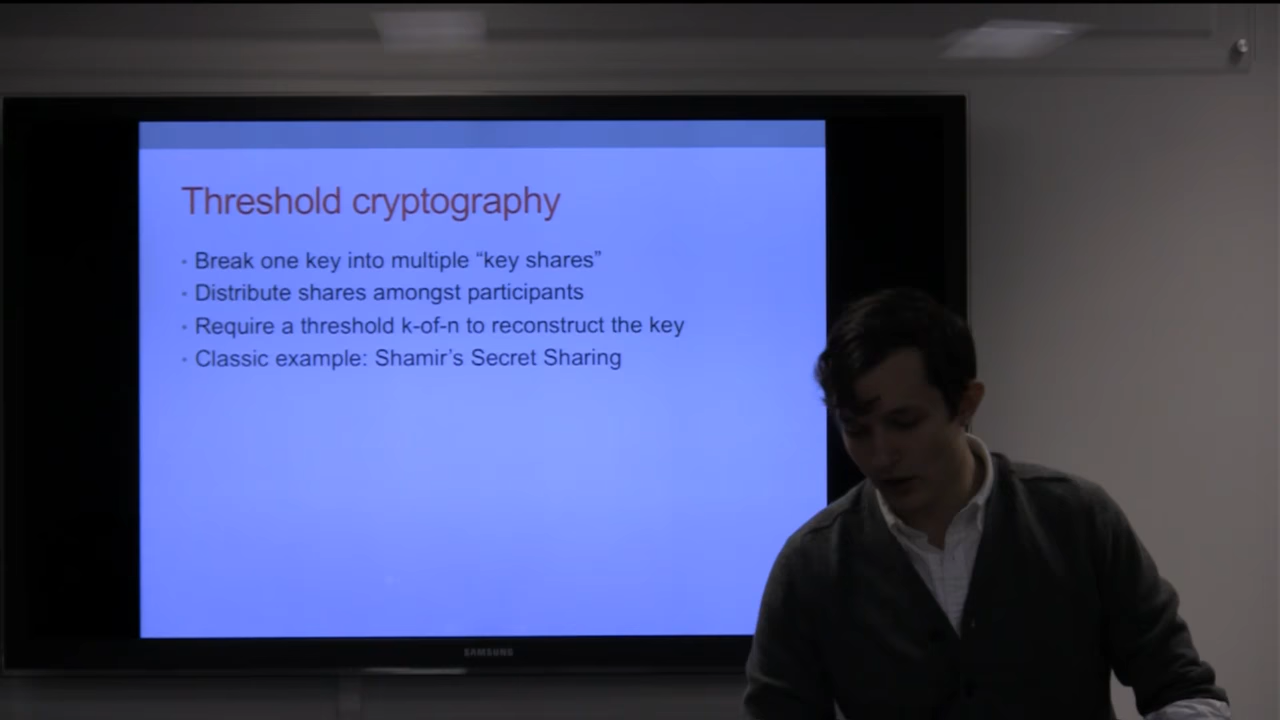 Threshold cryptography
• Break one key into multiple “key shares”
• Distribute shares amongst participants
• Require a threshold k-of-n to reconstruct the key
• Classic example: Shamir’s Secret Sharing
SAMSUNG